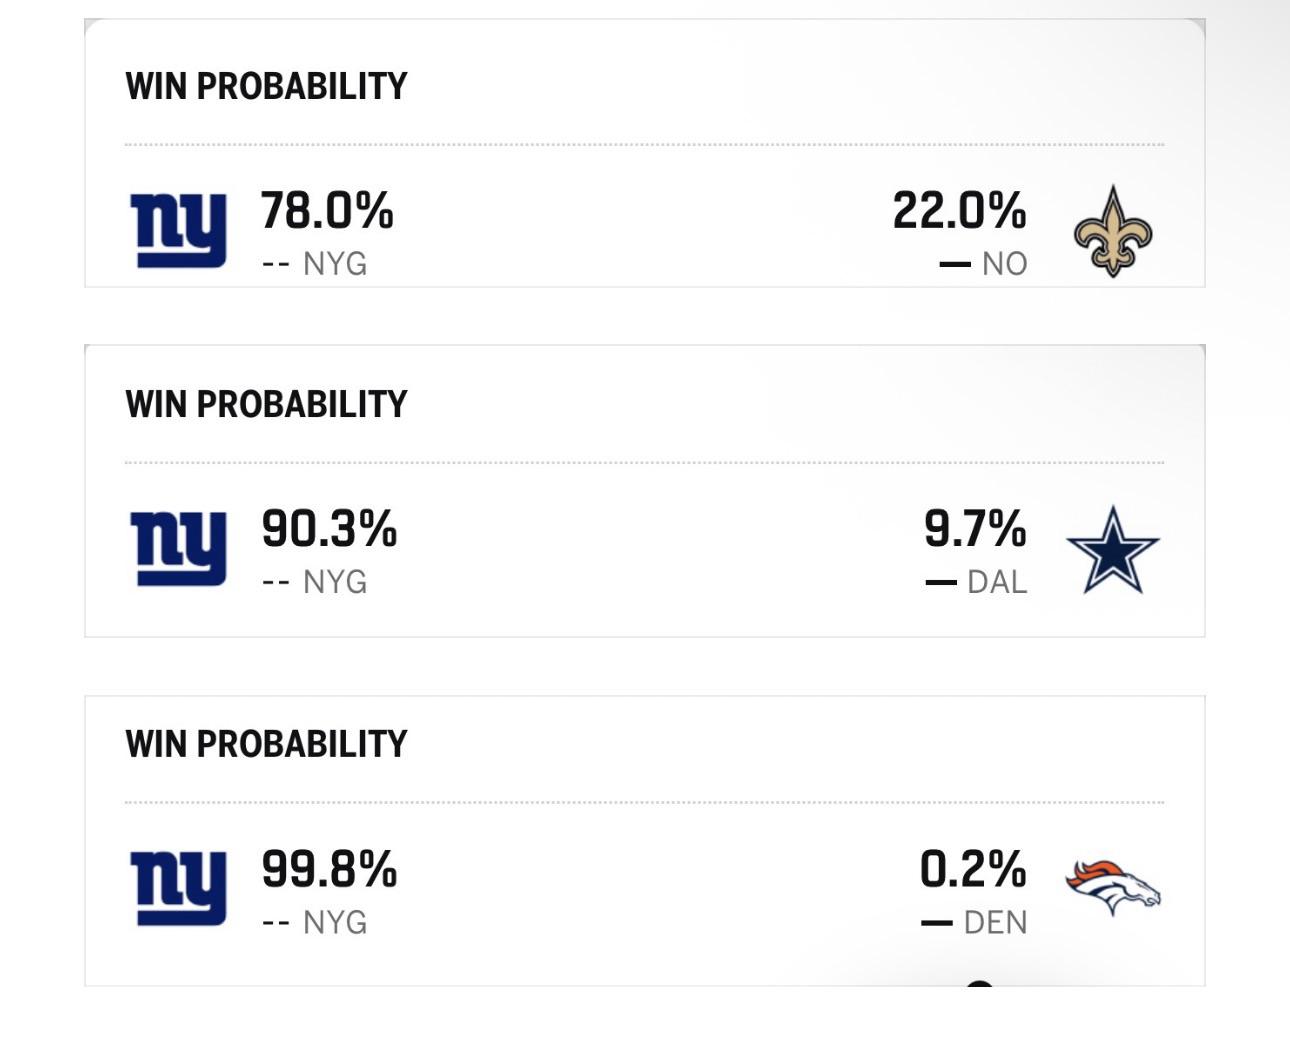 WIN PROBABILITY
ny 78.0% 22.0%
-- NYG — NO
WIN PROBABILITY
ny 90.3% 9.7%
-- NYG — DAL
WIN PROBABILITY
ny 99.8% 0.2%
-- NYG — DEN